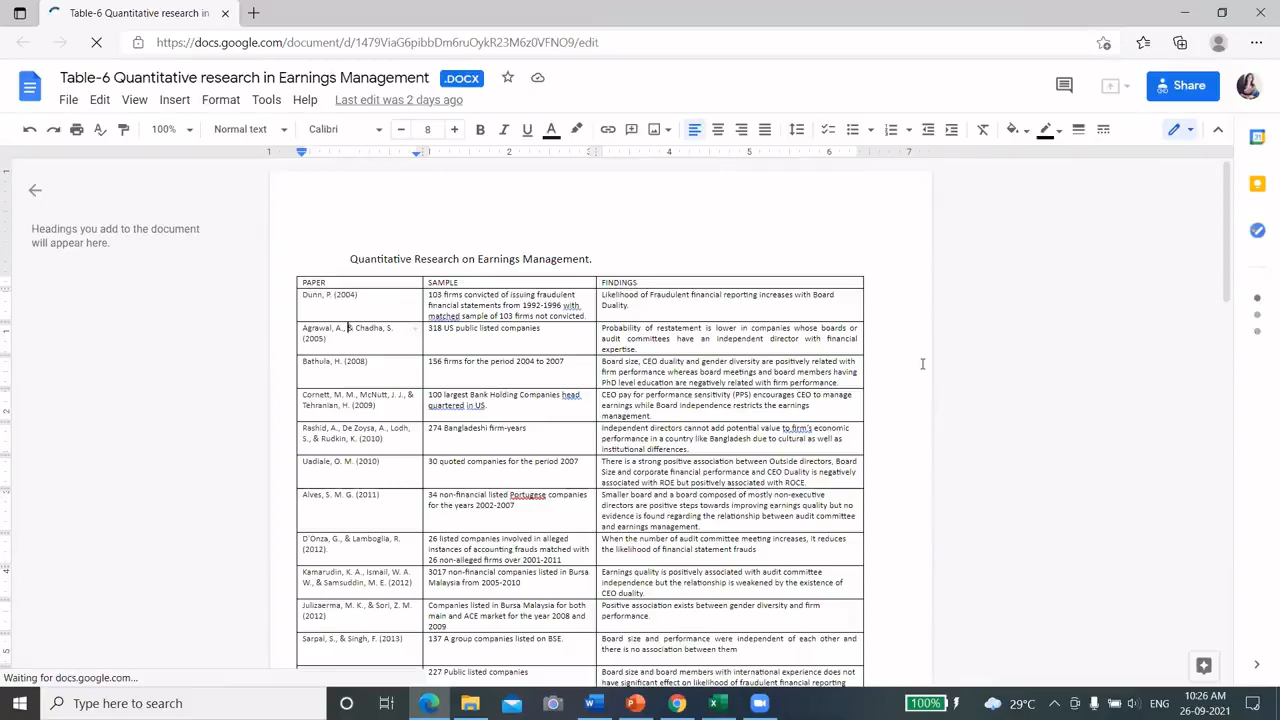 Table-6 Quantitative research in
https://docs.google.com/document/d/1479ViaG6pibbDm6ruOykR23M6z0VFNO9/edit
Table-6 Quantitative research in Earnings Management .DOCX
File Edit View Insert Format Tools Help Last edit was 2 days ago
Share
100% Normal text Calibri 8
1 1 2 3 4 5 6 7
Headings you add to the document
will appear here.
Quantitative Research on Earnings Management.
PAPER SAMPLE FINDINGS
Dunn, P. (2004) 103 firms convicted of issuing fraudulent Likelihood of Fraudulent financial reporting increases with Board
financial statements from 1992-1996 with Duality.
matched sample of 103 firms not convicted.
Agrawal, A., & Chadha, S. 318 US public listed companies Probability of restatement is lower in companies whose boards or
(2005) audit committees have an independent director with financial
expertise.
Bathula, H. (2008) 156 firms for the period 2004 to 2007 Board size, CEO duality and gender diversity are positively related with
firm performance whereas board meetings and board members having
PhD level education are negatively related with firm performance.
Cornett, M. M., McNutt, J. J., & 100 largest Bank Holding Companies head CEO pay for performance sensitivity (PPS) encourages CEO to manage
Tehranian, H. (2009) quartered in US. earnings while Board Independence restricts the earnings
management.
Rashid, A., De Zoysa, A., Lodh, 274 Bangladeshi firm-years Independent directors cannot add potential value to firm's economic
S., & Rudkin, K. (2010) performance in a country like Bangladesh due to cultural as well as
institutional differences.
Uadiale, O. M. (2010) 30 quoted companies for the period 2007 There is a strong positive association between Outside directors, Board
Size and corporate financial performance and CEO Duality is negatively
associated with ROE but positively associated with ROCE.
Alves, S. M. G. (2011) 34 non-financial listed Portugese companies Smaller board and a board composed of mostly non-executive
for the years 2002-2007 directors are positive steps towards improving earnings quality but no
evidence is found regarding the relationship between audit committee
and earnings management.
D'Onza, G., & Lamboglia, R. 26 listed companies involved in alleged When the number of audit committee meeting increases, it reduces
(2012). instances of accounting frauds matched with the likelihood of financial statement frauds
26 non-alleged firms over 2001-2011
Kamarudin, K. A., Ismail, W. A. 3017 non-financial companies listed in Bursa Earnings quality is positively associated with audit committee
W., & Samsuddin, M. E. (2012) Malaysia from 2005-2010 independence but the relationship is weakened by the existence of
CEO duality.
Julizaerma, M. K., & Sori, Z. M. Companies listed in Bursa Malaysia for both Positive association exists between gender diversity and firm
(2012) main and ACE market for the year 2008 and performance.
2009
Sarpal, S., & Singh, F. (2013) 137 A group companies listed on BSE. Board size and performance were independent of each other and
there is no association between them
227 Public listed companies Board size and board members with international experience does not
have significant effect on likelihood of fraudulent financial reporting
Waiting for docs.google.com...
Type here to search
100% 29°C ENG 10:26 AM
26-09-2021